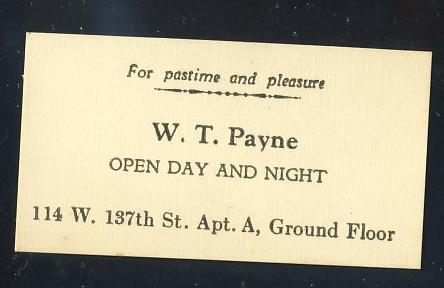 For pastime and pleasure
W. T. Payne
OPEN DAY AND NIGHT
114 W. 137th St. Apt. A, Ground Floor